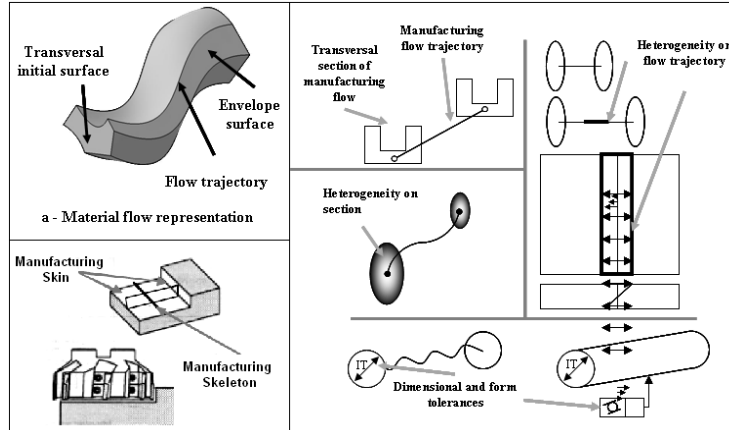 Transversal
initial surface
Envelope
surface
Flow trajectory
a - Material flow representation
Manufacturing
Skin
Manufacturing
Skeleton
Manufacturing
flow trajectory
Transversal
section of
manufacturing
flow
Heterogeneity on
section
Heterogeneity on
flow trajectory
IT
Dimensional and form
tolerances
IT